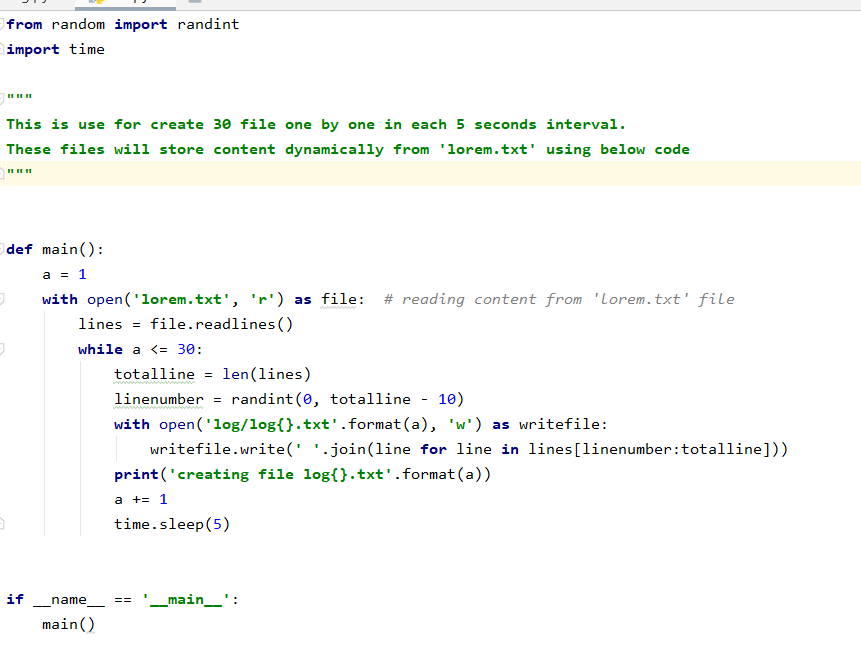 from random import randint
import time
"""
This is use for create 30 file one by one in each 5 seconds interval.
These files will store content dynamically from 'lorem.txt' using below code
"""
def main():
    a = 1
    with open('lorem.txt', 'r') as file:  # reading content from 'lorem.txt' file
        lines = file.readlines()
        while a <= 30:
            totalline = len(lines)
            linenumber = randint(0, totalline - 10)
            with open('log/log{}.txt'.format(a), 'w') as writefile:
                writefile.write(' '.join(line for line in lines[linenumber:totalline]))
            print('creating file log{}.txt'.format(a))
            a += 1
            time.sleep(5)
if __name__ == '__main__':
    main()